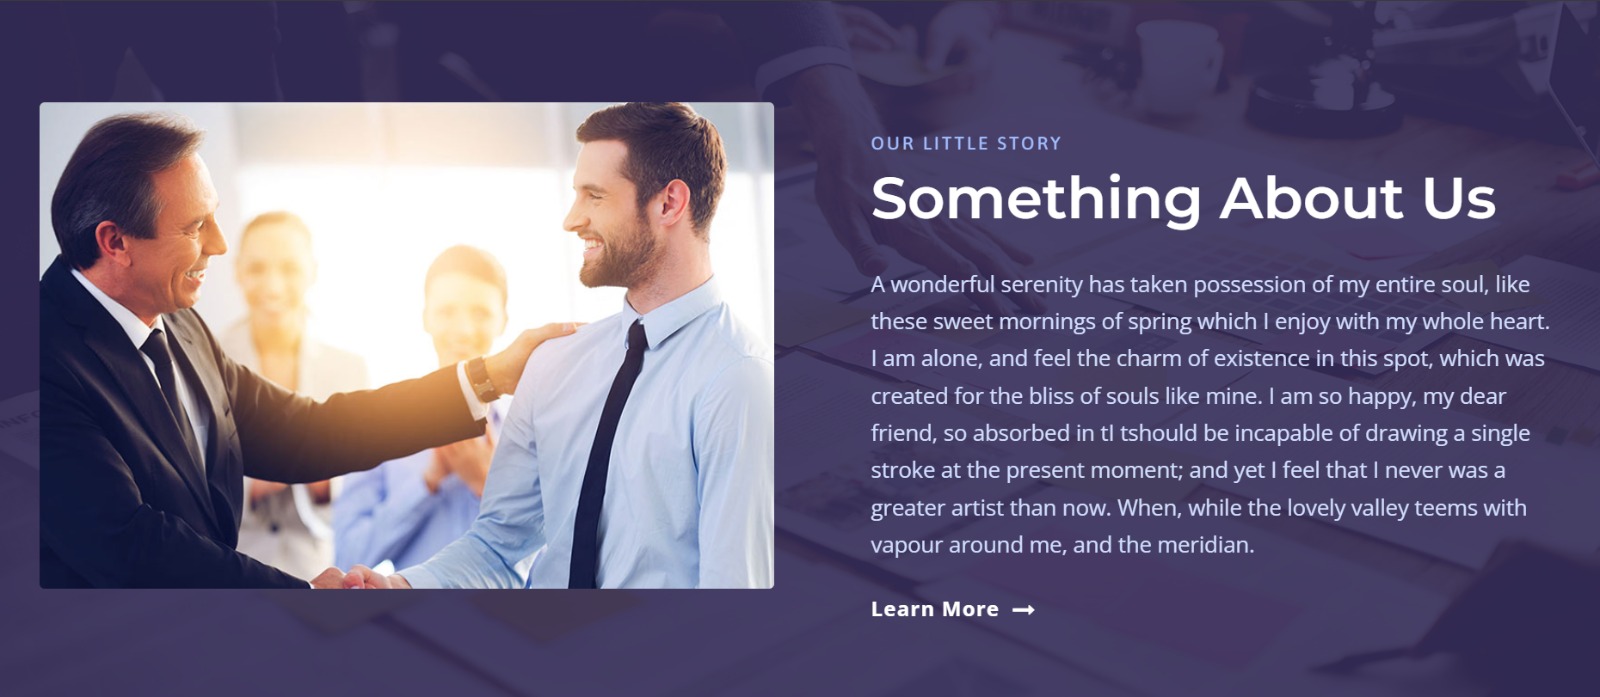 OUR LITTLE STORY
Something About Us
A wonderful serenity has taken possession of my entire soul, like
these sweet mornings of spring which I enjoy with my whole heart.
I am alone, and feel the charm of existence in this spot, which was
created for the bliss of souls like mine. I am so happy, my dear
friend, so absorbed in tI tshould be incapable of drawing a single
stroke at the present moment; and yet I feel that I never was a
greater artist than now. When, while the lovely valley teems with
vapour around me, and the meridian.
Learn More →